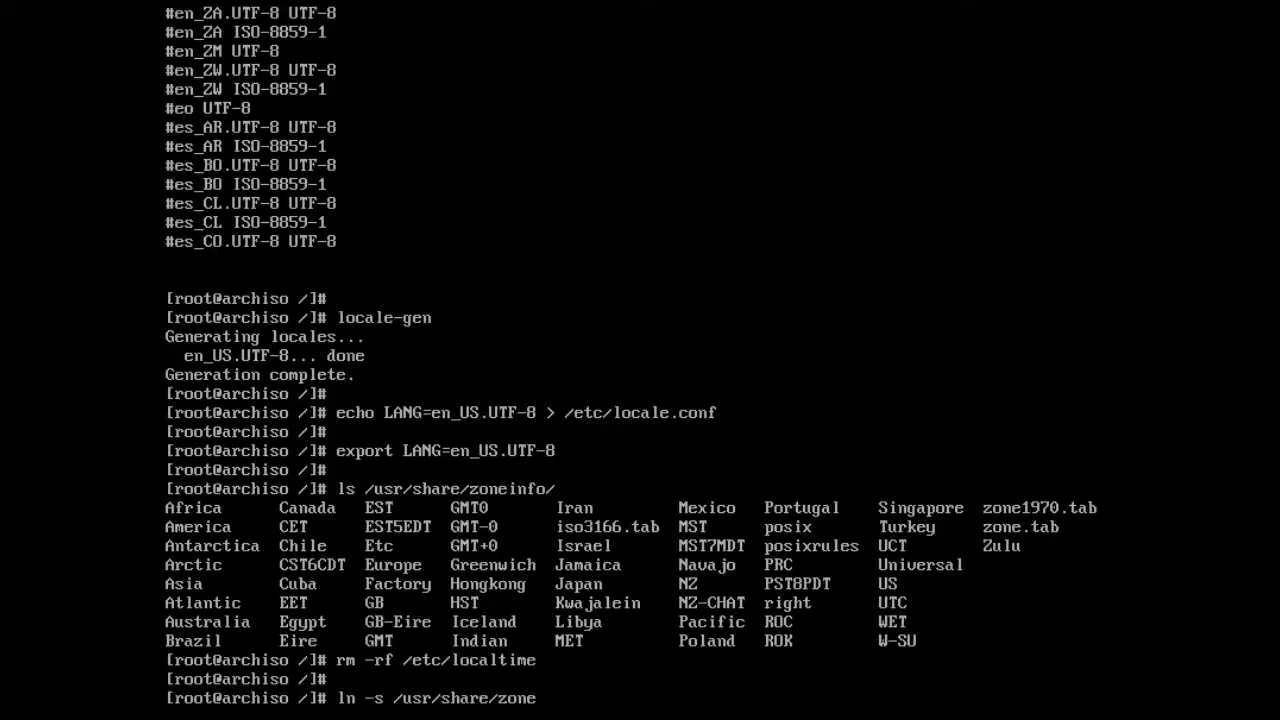 #en_ZA.UTF-8 UTF-8
#en_ZA ISO-8859-1
#en_ZM UTF-8
#en_ZW.UTF-8 UTF-8
#en_ZW ISO-8859-1
#eo UTF-8
#es_AR.UTF-8 UTF-8
#es_AR ISO-8859-1
#es_BO.UTF-8 UTF-8
#es_BO ISO-8859-1
#es_CL.UTF-8 UTF-8
#es_CL ISO-8859-1
#es_CO.UTF-8 UTF-8
[root@archiso /]#
[root@archiso /]# locale-gen
Generating locales...
  en_US.UTF-8... done
Generation complete.
[root@archiso /]#
[root@archiso /]# echo LANG=en_US.UTF-8 > /etc/locale.conf
[root@archiso /]#
[root@archiso /]# export LANG=en_US.UTF-8
[root@archiso /]#
[root@archiso /]# ls /usr/share/zoneinfo/
Africa      Canada   EST      GMT0       Iran         Mexico   Portugal    Singapore  zone1970.tab
America     CET      EST5EDT  GMT-0      iso3166.tab  MST      posix       Turkey     zone.tab
Antarctica  Chile    Etc      GMT+0      Israel       MST7MDT  posixrules  UCT        Zulu
Arctic      CST6CDT  Europe   Greenwich  Jamaica      Navajo   PRC         Universal
Asia        Cuba     Factory  Hongkong   Japan        NZ       PST8PDT     US
Atlantic    EET      GB       HST        Kwajalein    NZ-CHAT  right       UTC
Australia   Egypt    GB-Eire  Iceland    Libya        Pacific  ROC         WET
Brazil      Eire     GMT      Indian     MET          Poland   ROK         W-SU
[root@archiso /]# rm -rf /etc/localtime
[root@archiso /]#
[root@archiso /]# ln -s /usr/share/zone